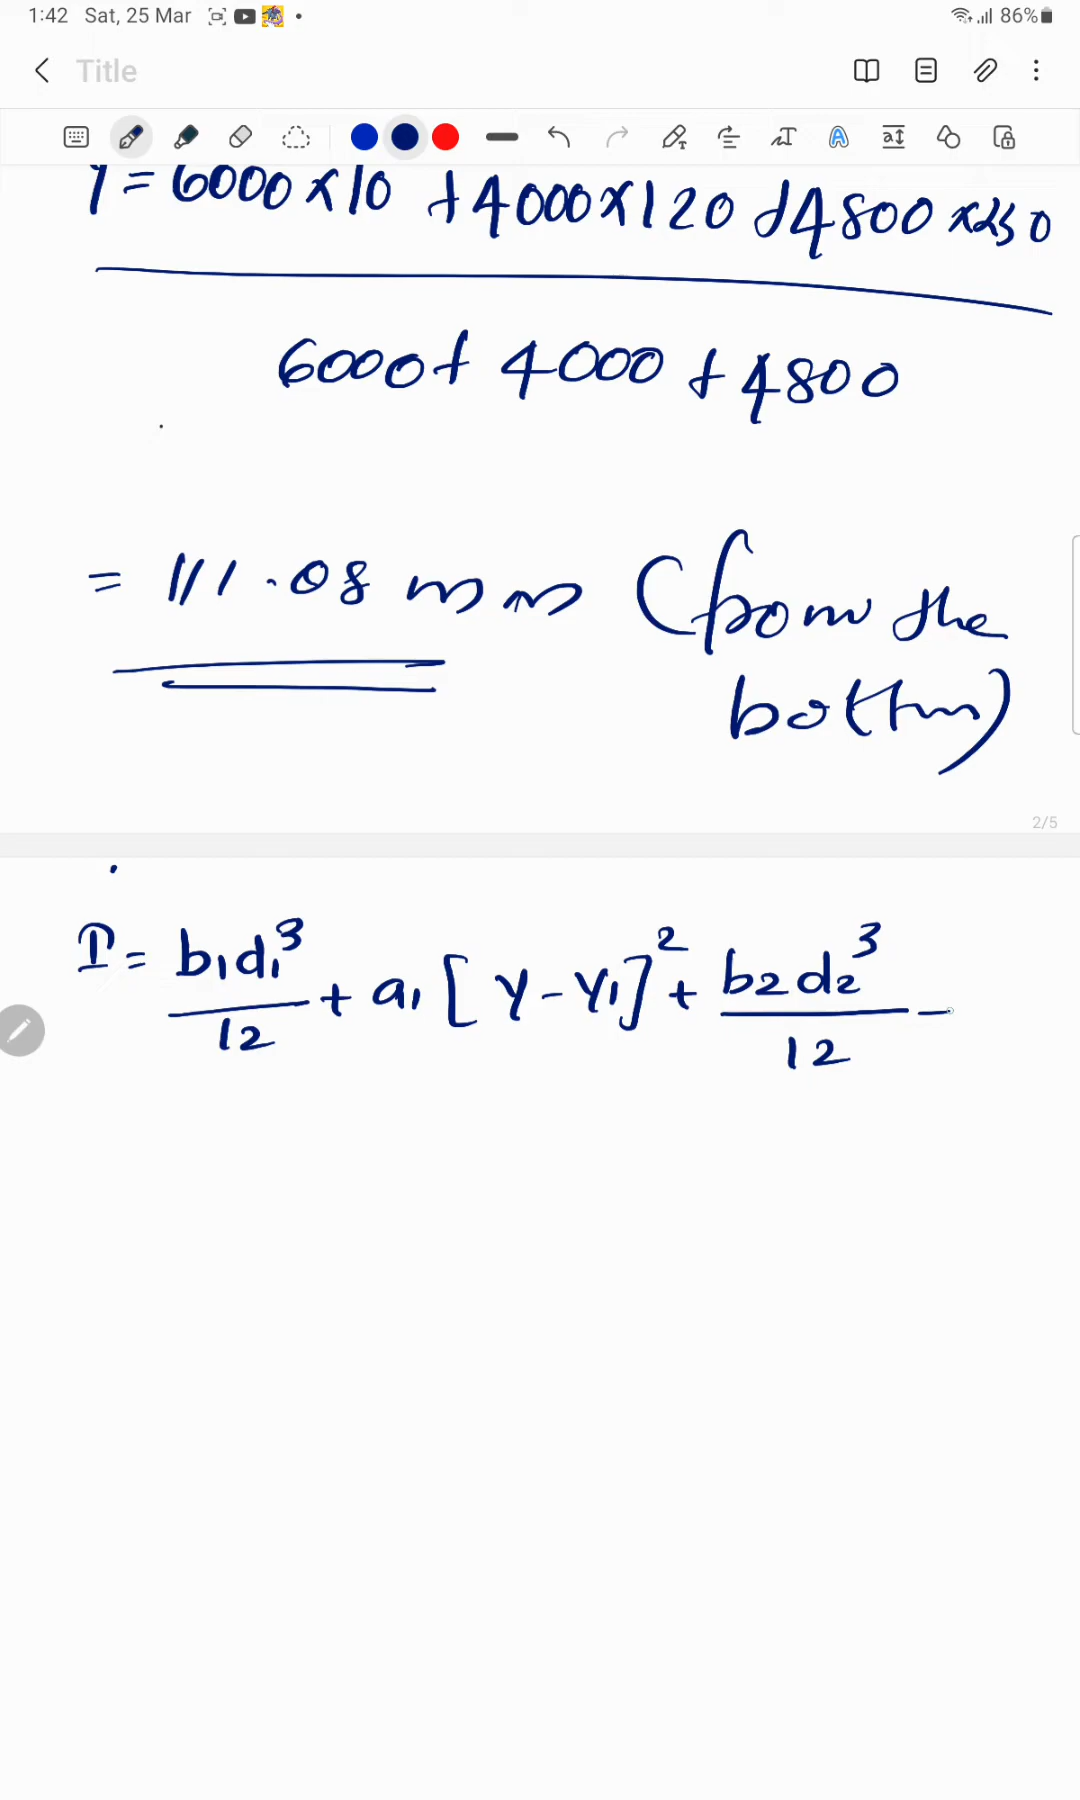 1:42 Sat, 25 Mar
86%
Title
Y = 6000 x 10 + 4000 x 120 + 4800 x 230
6000 + 4000 + 4800
= 111.08 mm (from the
bottom)
2/5
I = b₁d₁³/12 + a₁ [Y - Y₁]² + b₂d₂³/12 -